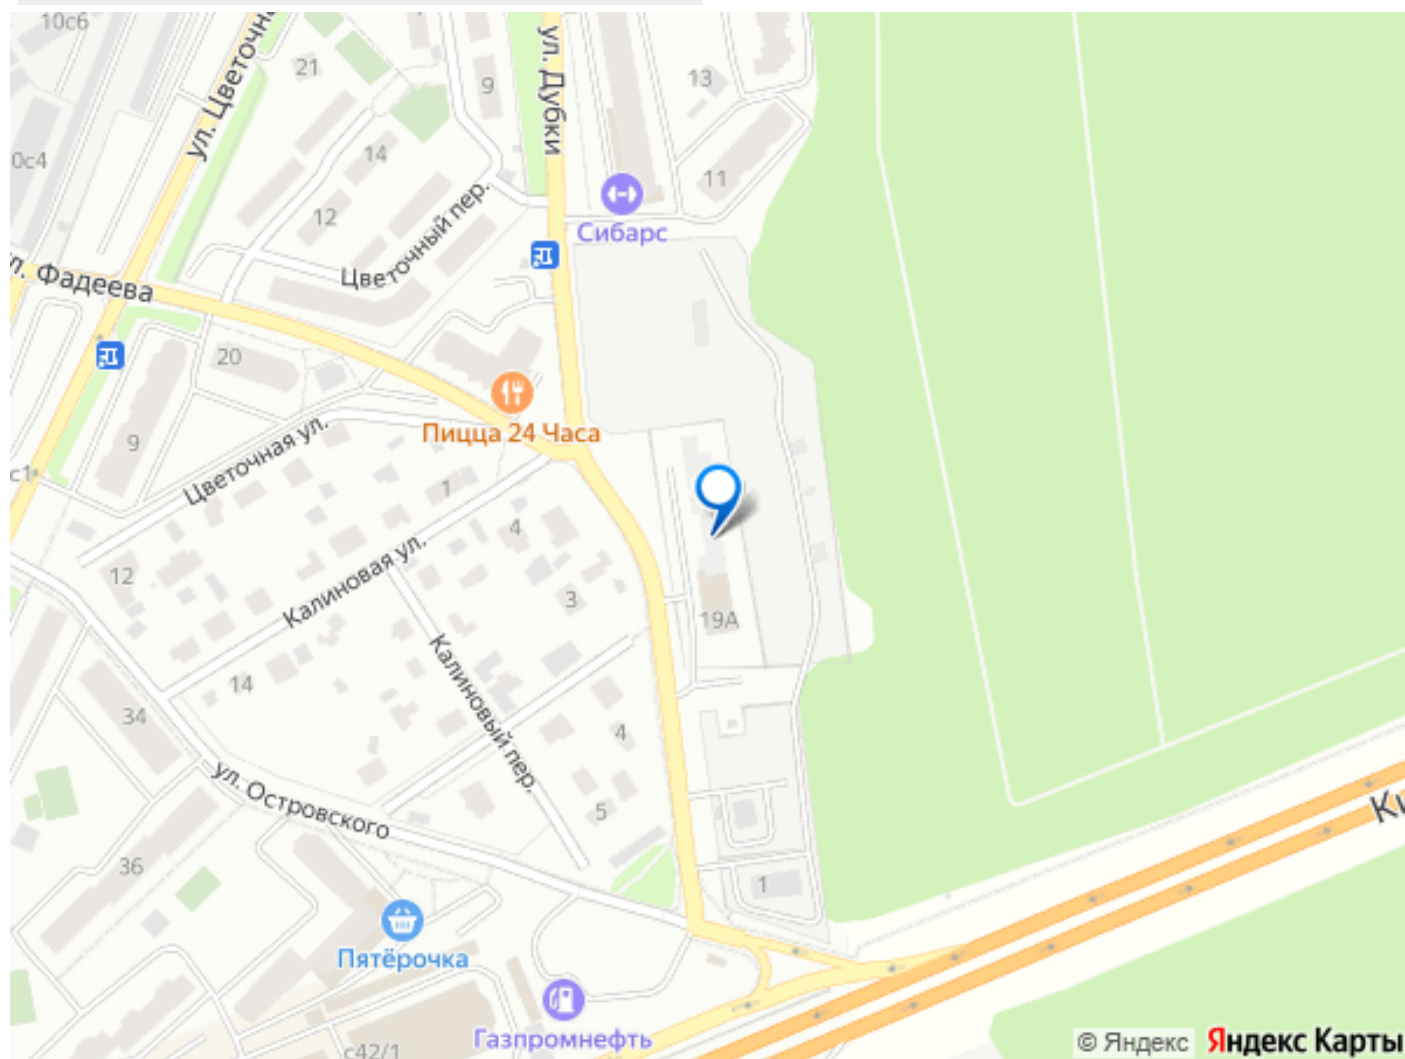 10с6
ул. Цветочна
21
9
ул. Дубки
13
0с4
14
11
12
Цветочный пер.
Сибарс
л. Фадеева
20
9
Пицца 24 Часа
Цветочная ул.
с1
1
4
12
Калиновая ул.
3
19А
14
Калиновый пер.
34
4
ул. Островского
5
Ки
36
1
Пятёрочка
Газпромнефть
с42/1
© Яндекс Яндекс Карты